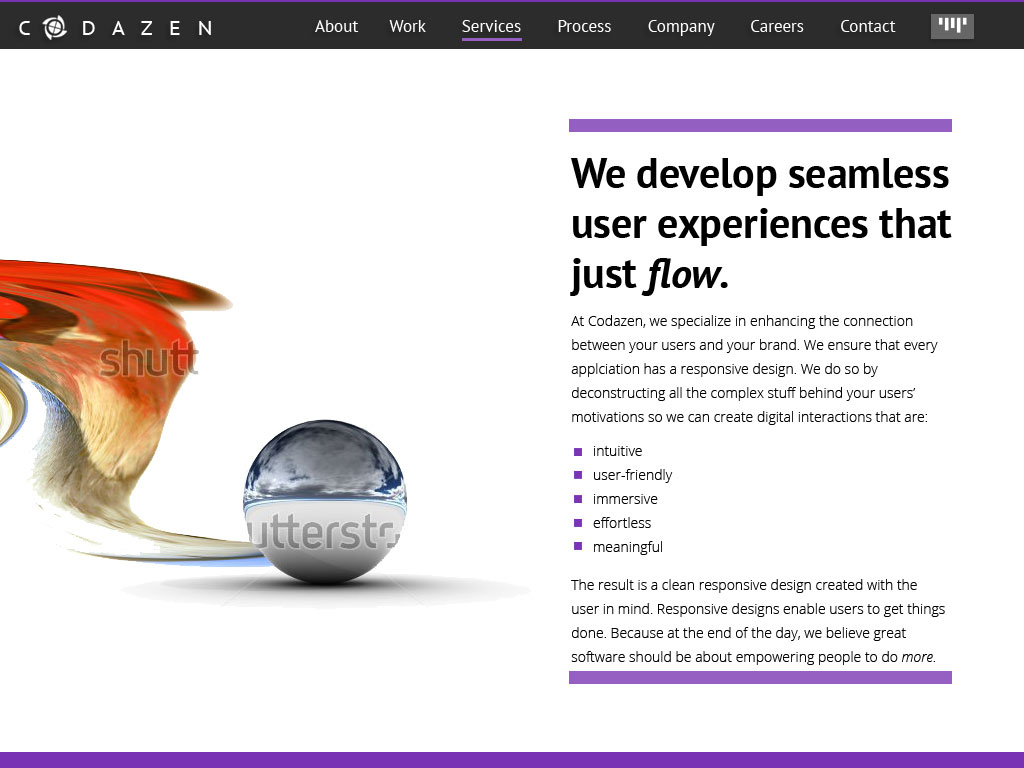 CODAZEN
About Work Services Process Company Careers Contact
We develop seamless
user experiences that
just flow.
At Codazen, we specialize in enhancing the connection
between your users and your brand. We ensure that every
applciation has a responsive design. We do so by
deconstructing all the complex stuff behind your users’
motivations so we can create digital interactions that are:
intuitive
user-friendly
immersive
effortless
meaningful
The result is a clean responsive design created with the
user in mind. Responsive designs enable users to get things
done. Because at the end of the day, we believe great
software should be about empowering people to do more.
shutt
utterst